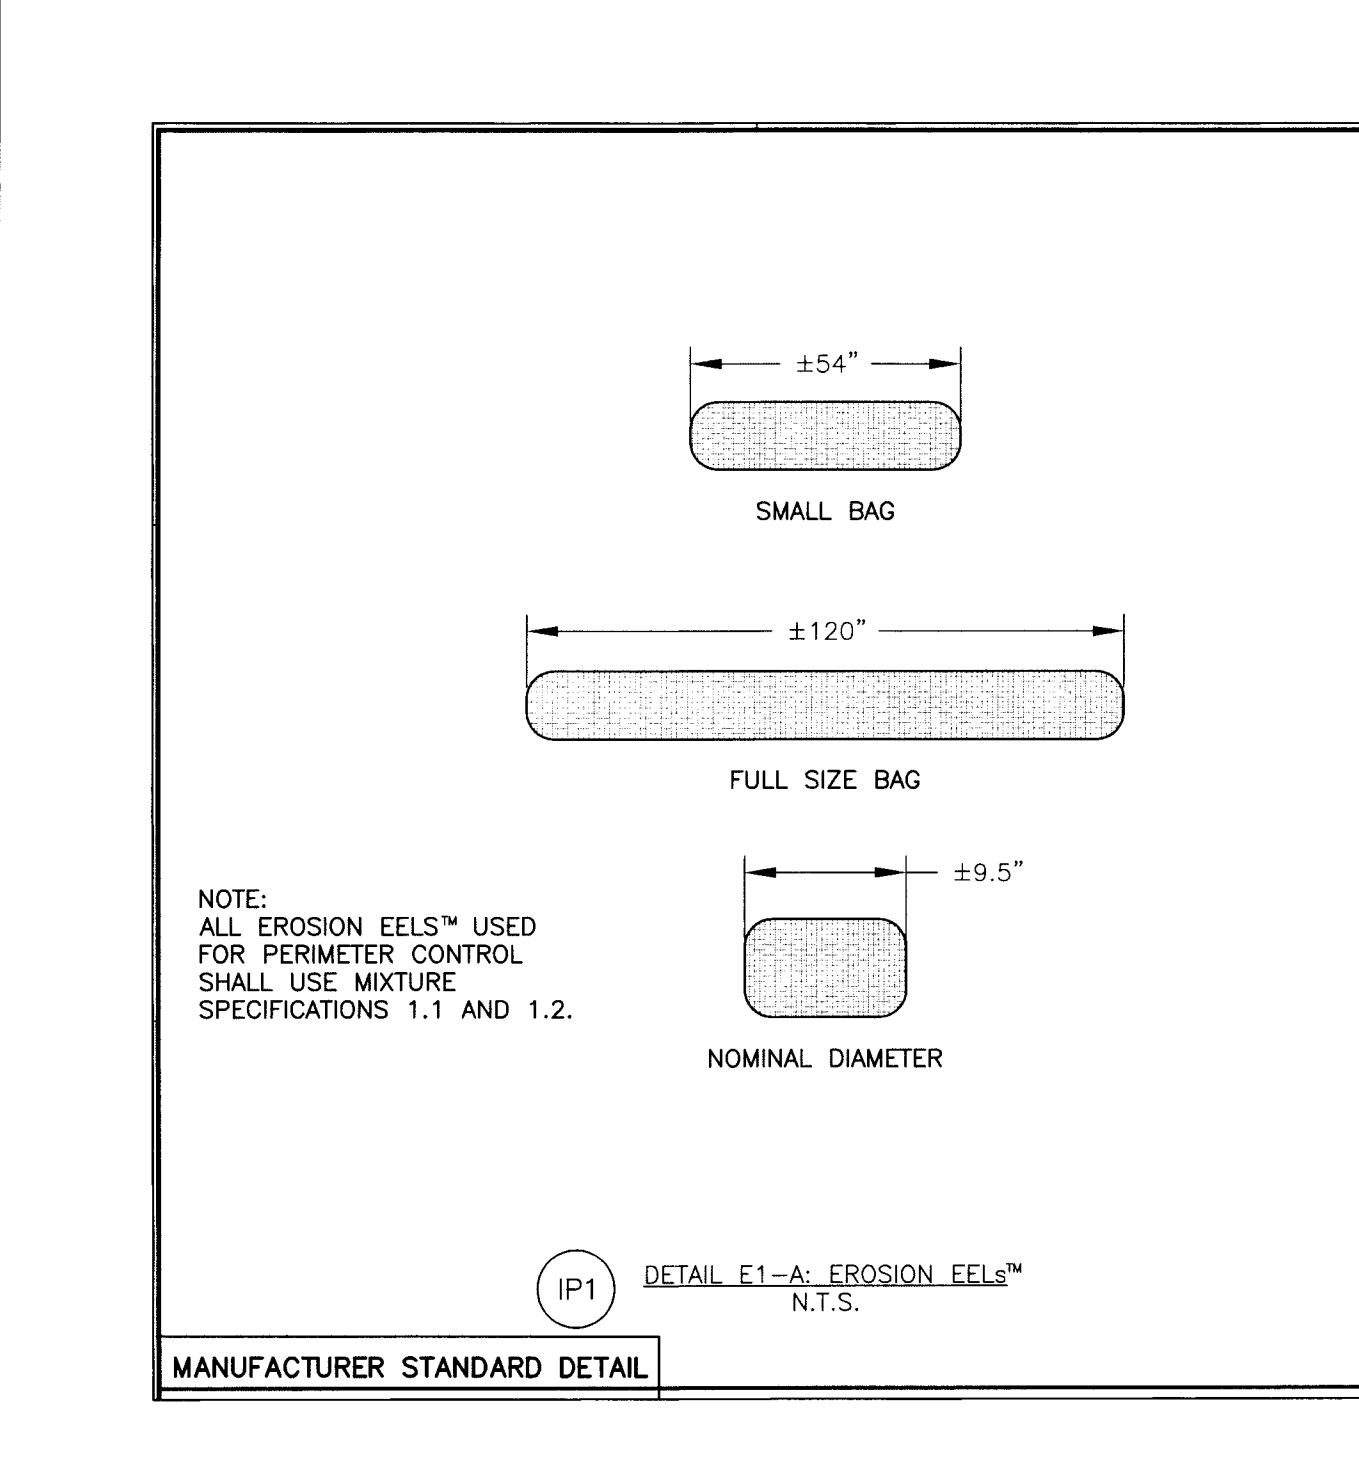 ±54”
SMALL BAG
±120”
FULL SIZE BAG
±9.5”
NOTE:
ALL EROSION EELS™ USED
FOR PERIMETER CONTROL
SHALL USE MIXTURE
SPECIFICATIONS 1.1 AND 1.2.
NOMINAL DIAMETER
IP1
DETAIL E1-A: EROSION EELs™
N.T.S.
MANUFACTURER STANDARD DETAIL